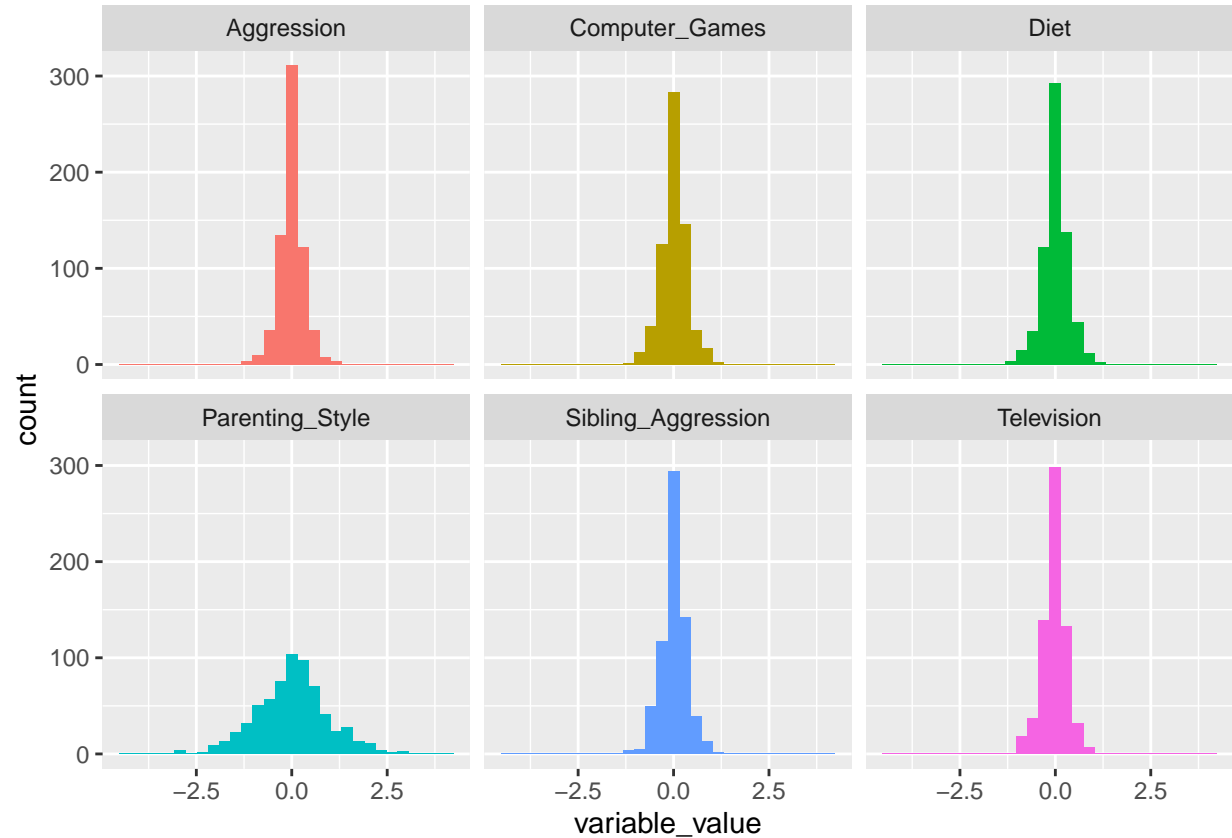 Aggression Computer_Games Diet
300
200
100
0
count
Parenting_Style Sibling_Aggression Television
300
200
100
0
−2.5 0.0 2.5 −2.5 0.0 2.5 −2.5 0.0 2.5
variable_value